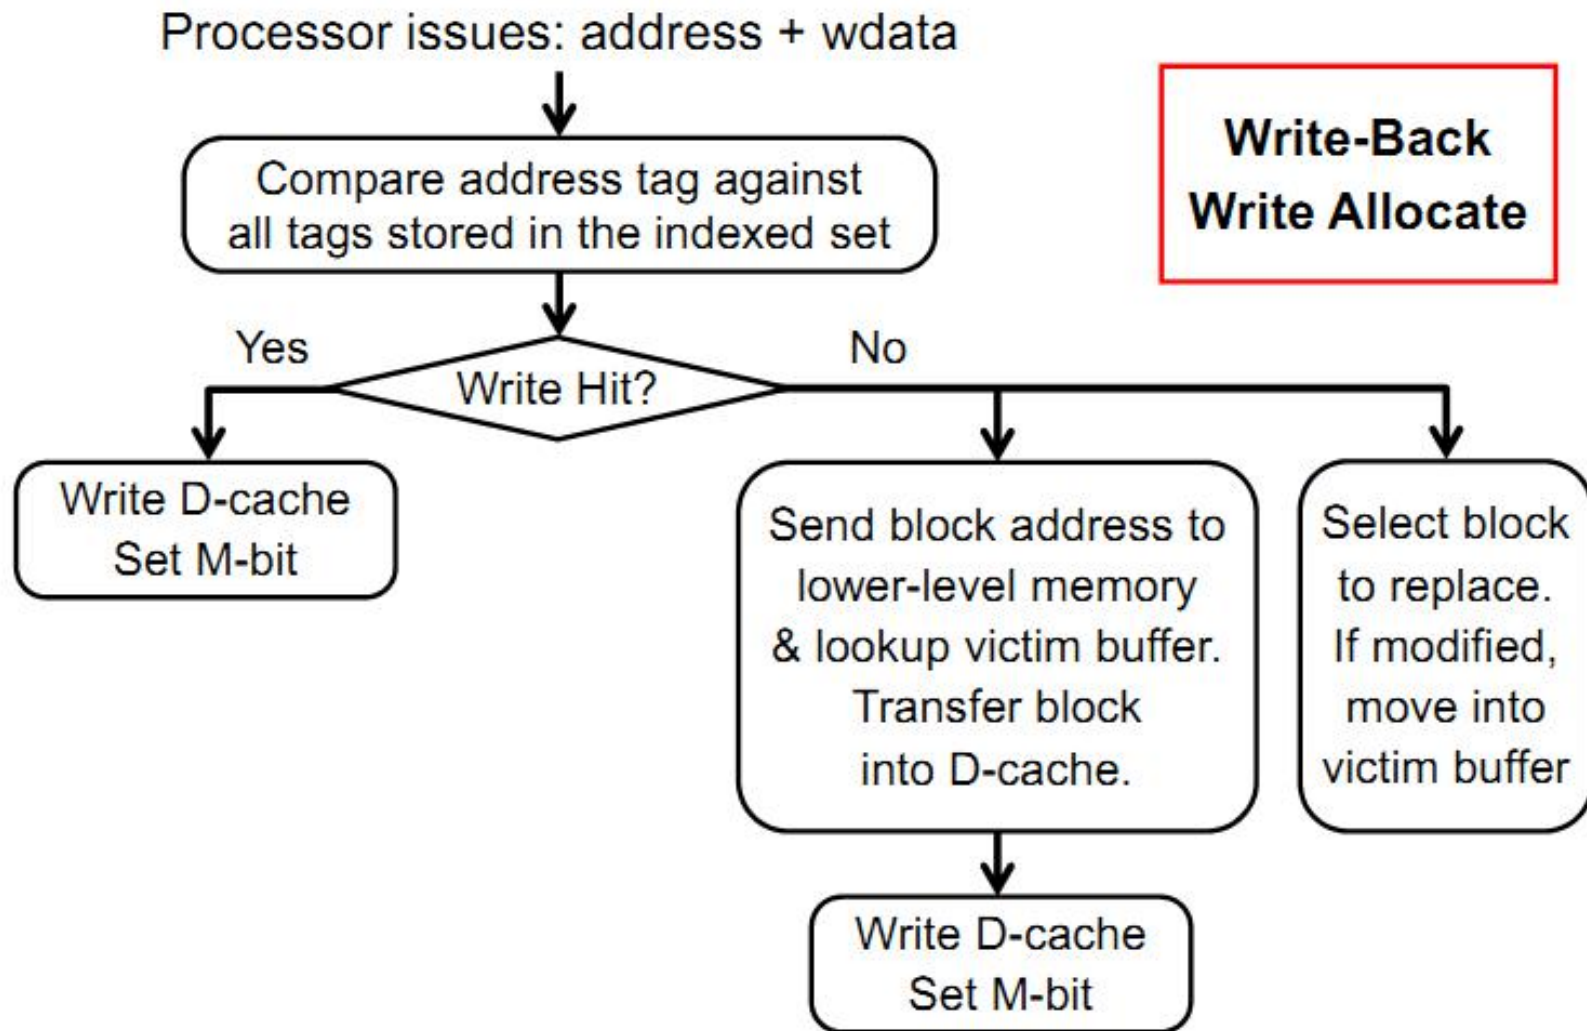 Processor issues: address + wdata
Write-Back
Write Allocate
Compare address tag against
all tags stored in the indexed set
Yes
No
Write Hit?
Write D-cache
Set M-bit
Send block address to
lower-level memory
& lookup victim buffer.
Transfer block
into D-cache.
Select block
to replace.
If modified,
move into
victim buffer
Write D-cache
Set M-bit